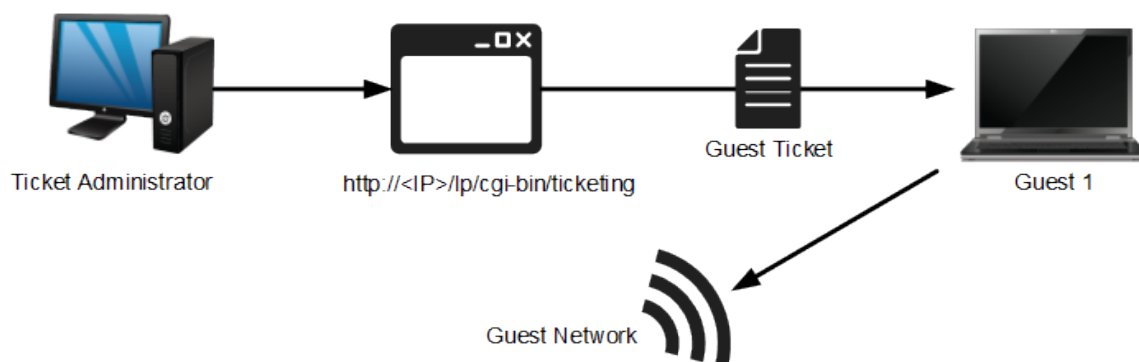 Ticket Administrator
http://<IP>/lp/cgi-bin/ticketing
Guest Ticket
Guest 1
Guest Network